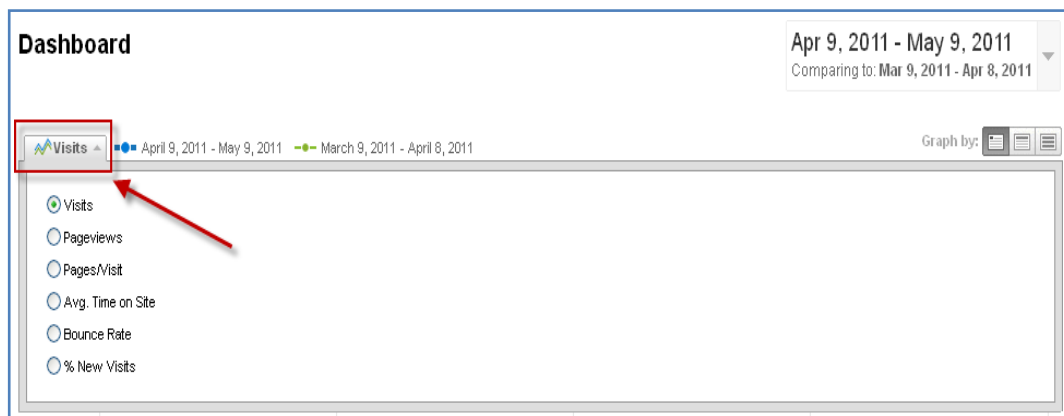 Dashboard
Apr 9, 2011 - May 9, 2011
Comparing to: Mar 9, 2011 - Apr 8, 2011
Visits April 9, 2011 - May 9, 2011 March 9, 2011 - April 8, 2011 Graph by:
Visits
Pageviews
Pages/Visit
Avg. Time on Site
Bounce Rate
% New Visits